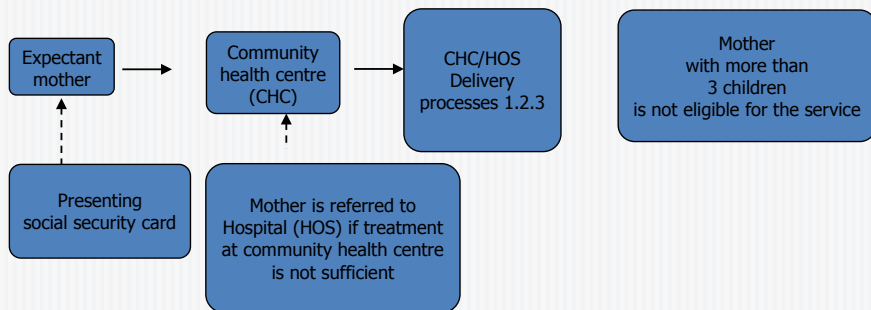 Expectant
mother
Community
health centre
(CHC)
CHC/HOS
Delivery
processes 1.2.3
Mother
with more than
3 children
is not eligible for the service
Presenting
social security card
Mother is referred to
Hospital (HOS) if treatment
at community health centre
is not sufficient